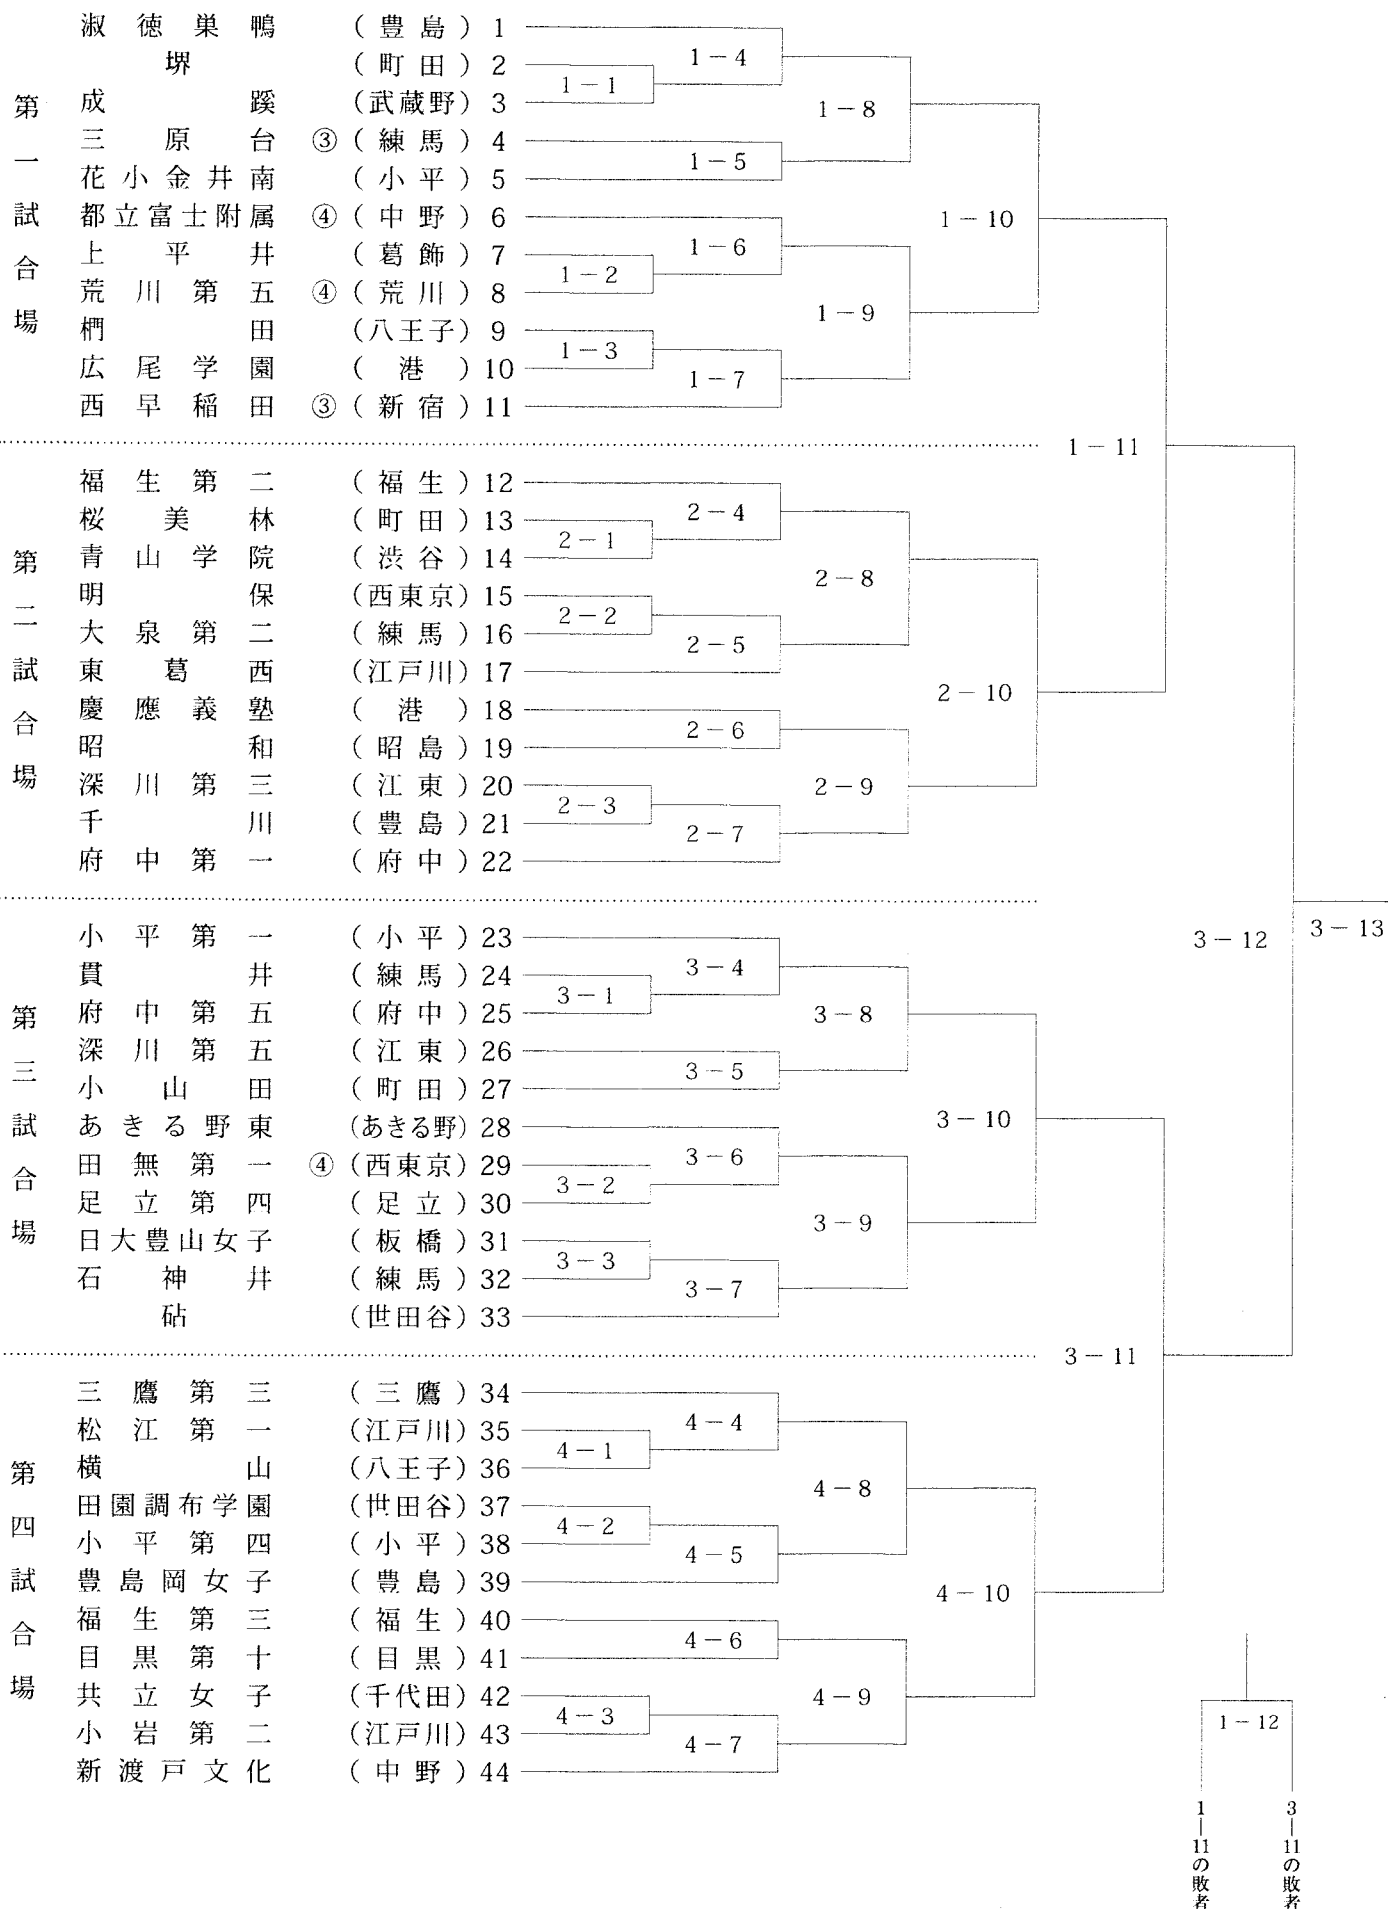 第一試合場
淑徳巣鴨 (豊島) 1
堺 (町田) 2
成蹊 (武蔵野) 3
三原台 ③ (練馬) 4
花小金井南 (小平) 5
都立富士附属 ④ (中野) 6
上平井 (葛飾) 7
荒川第五 ④ (荒川) 8
椚田 (八王子) 9
広尾学園 (港) 10
西早稲田 ③ (新宿) 11
1-1
1-2
1-3
1-4
1-5
1-6
1-7
1-8
1-9
1-10
1-11
第二試合場
福生第二 (福生) 12
桜美林 (町田) 13
青山学院 (渋谷) 14
明保 (西東京) 15
大泉第二 (練馬) 16
東葛西 (江戸川) 17
慶應義塾 (港) 18
昭和 (昭島) 19
深川第三 (江東) 20
千川 (豊島) 21
府中第一 (府中) 22
2-1
2-2
2-3
2-4
2-5
2-6
2-7
2-8
2-9
2-10
第三試合場
小平第一 (小平) 23
貫井 (練馬) 24
府中第五 (府中) 25
深川第五 (江東) 26
小山田 (町田) 27
あきる野東 (あきる野) 28
田無第一 ④ (西東京) 29
足立第四 (足立) 30
日大豊山女子 (板橋) 31
石神井 (練馬) 32
砧 (世田谷) 33
3-1
3-2
3-3
3-4
3-5
3-6
3-7
3-8
3-9
3-10
3-11
3-12
3-13
第四試合場
三鷹第三 (三鷹) 34
松江第一 (江戸川) 35
横山 (八王子) 36
田園調布学園 (世田谷) 37
小平第四 (小平) 38
豊島岡女子 (豊島) 39
福生第三 (福生) 40
目黒第十 (目黒) 41
共立女子 (千代田) 42
小岩第二 (江戸川) 43
新渡戸文化 (中野) 44
4-1
4-2
4-3
4-4
4-5
4-6
4-7
4-8
4-9
4-10
1-12
1-11の敗者
3-11の敗者